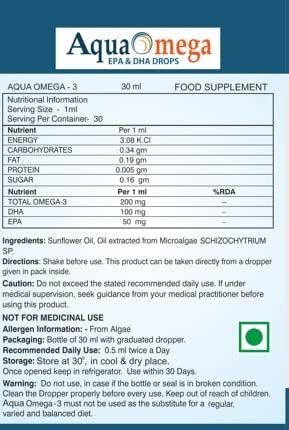 Aqua Omega
EPA & DHA DROPS
AQUA OMEGA - 3 30 ml FOOD SUPPLEMENT
Nutritional Information
Serving Size - 1ml
Serving Per Container- 30
Nutrient Per 1 ml
ENERGY 3.08 K.Cl
CARBOHYDRATES 0.34 gm
FAT 0.19 gm
PROTEIN 0.005 gm
SUGAR 0.16 gm
Nutrient Per 1 ml %RDA
TOTAL OMEGA-3 200 mg --
DHA 100 mg --
EPA 50 mg --
Ingredients: Sunflower Oil, Oil extracted from Microalgae SCHIZOCHYTRIUM
SP,
Directions: Shake before use. This product can be taken directly from a dropper
given in pack inside.
Caution: Do not exceed the stated recommended daily use. If under
medical supervision, seek guidance from your medical practitioner before
using this product.
NOT FOR MEDICINAL USE
Allergen Information: - From Algae
Packaging: Bottle of 30 ml with graduated dropper.
Recommended Daily Use: 0.5 ml twice a Day
Storage: Store at 30°, in cool & dry place.
Once opened keep in refrigerator. Use within 30 Days.
Warning: Do not use, in case if the bottle or seal is in broken condition.
Clean the Dropper properly before every use, Keep out of reach of children.
Aqua Omega-3 must not be used as the substitute for a regular,
varied and balanced diet.